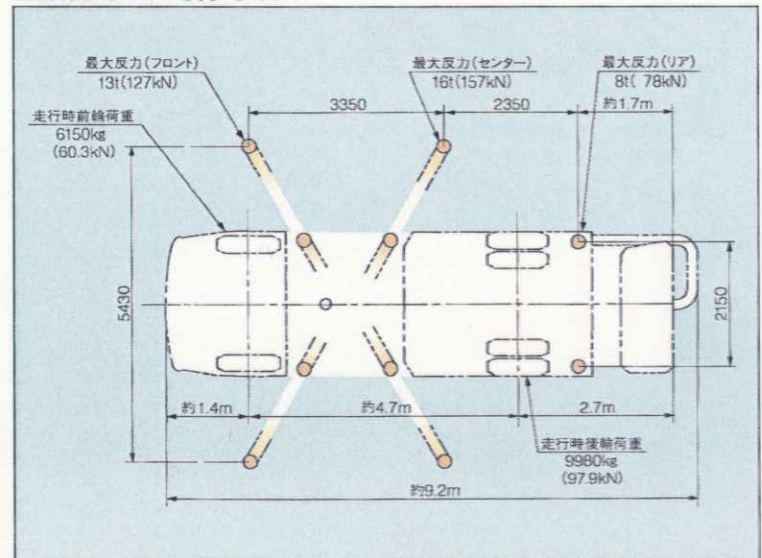 最大反力(フロント)
13t(127kN)
最大反力(センター)
16t(157kN)
最大反力(リア)
8t( 78kN)
3350
2350
約1.7m
走行時前輪荷重
6150kg
(60.3kN)
5430
2150
約1.4m
約4.7m
2.7m
走行時後輪荷重
9980kg
(97.9kN)
約9.2m